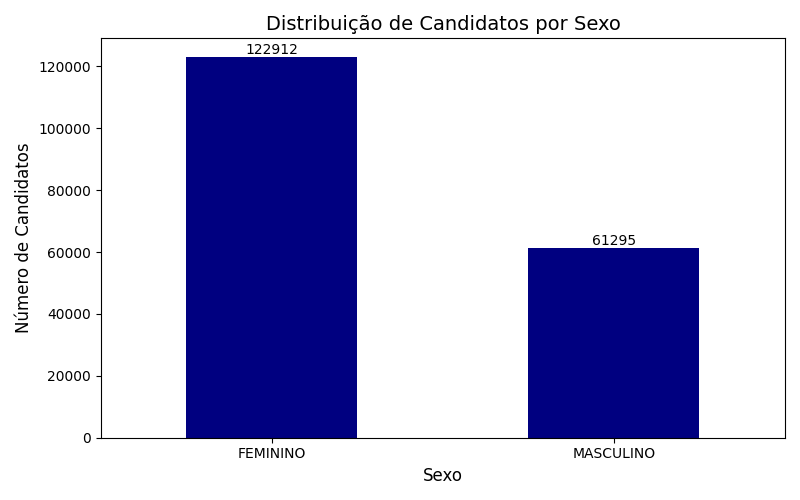 Distribuição de Candidatos por Sexo
122912
61295
120000
100000
80000
60000
40000
20000
0
Número de Candidatos
FEMININO
MASCULINO
Sexo